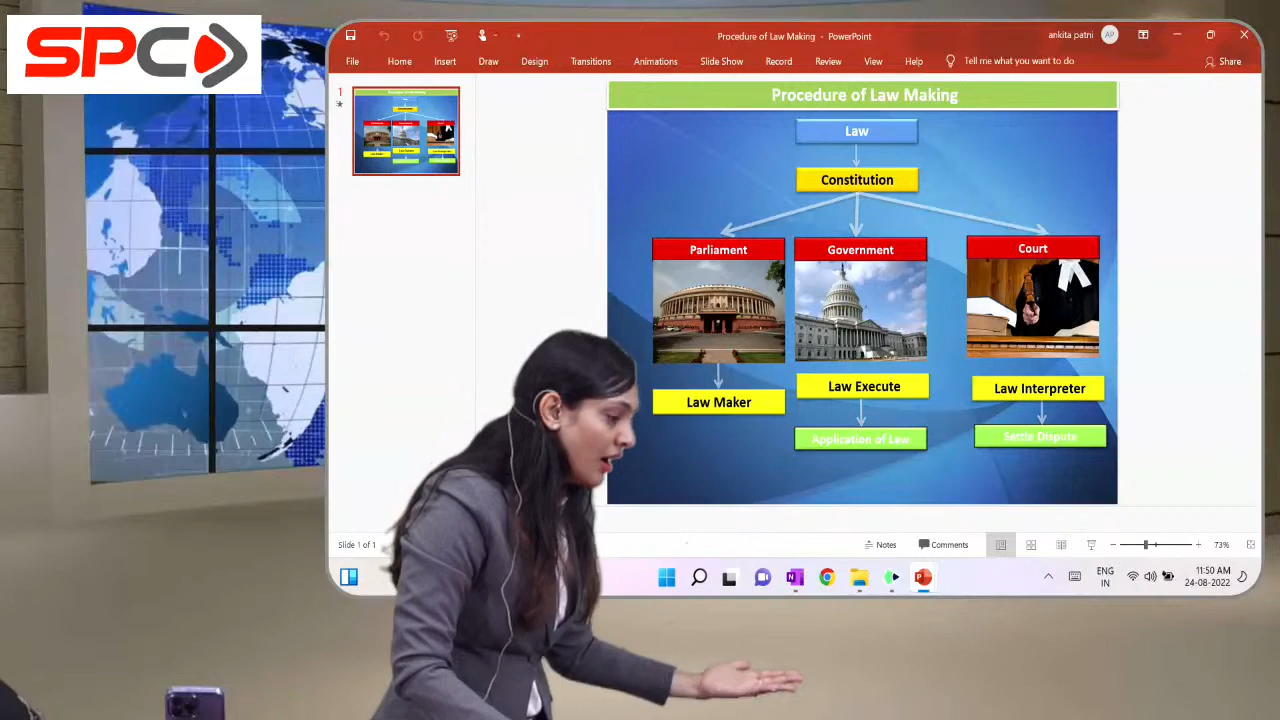 SPC
Procedure of Law Making - PowerPoint
ankita patni
AP
File Home Insert Draw Design Transitions Animations Slide Show Record Review View Help Tell me what you want to do Share
1
Procedure of Law Making
Law
Constitution
Parliament
Government
Court
Law Maker
Law Execute
Law Interpreter
Application of Law
Settle Dispute
Slide 1 of 1
Notes
Comments
73%
ENG
IN
11:50 AM
24-08-2022